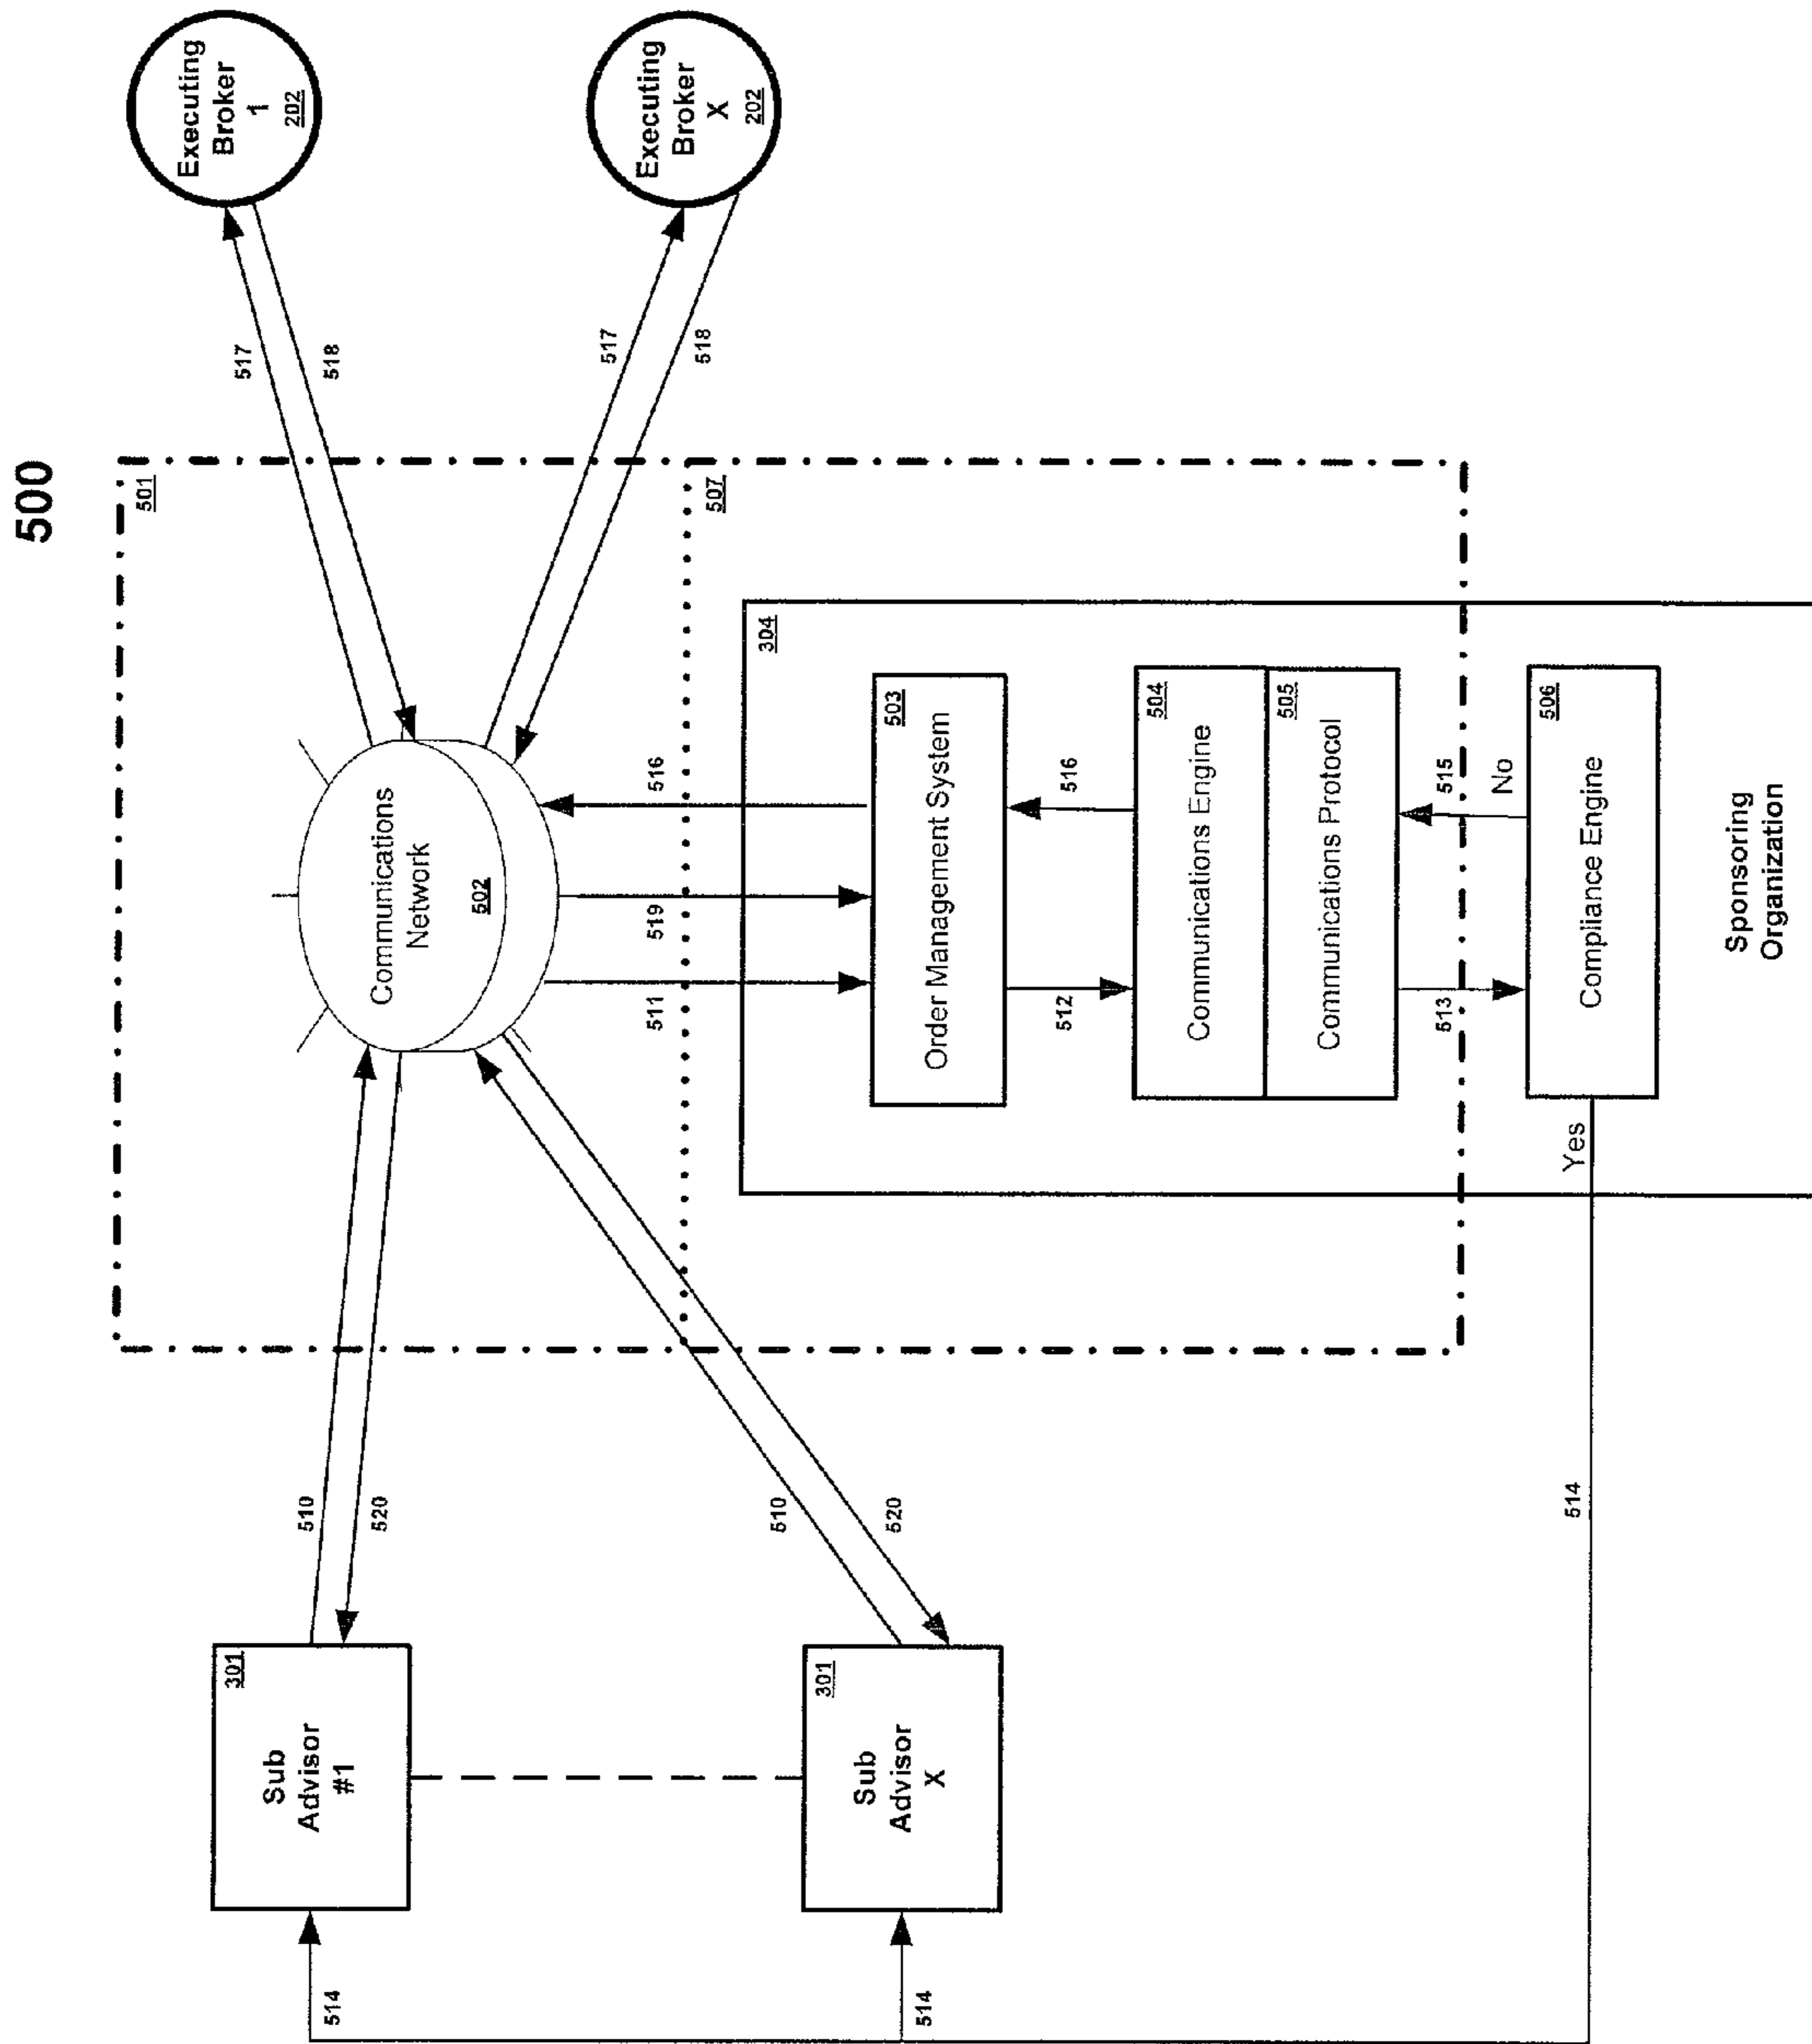 500
501
Executing
Broker
1
202
517
518
Executing
Broker
X
202
517
518
Communications
Network
502
510
520
510
520
301
Sub
Advisor
#1
301
Sub
Advisor
X
514
514
507
516
519
511
304
503
Order Management System
512
516
504
Communications Engine
505
Communications Protocol
513
515
No
506
Compliance Engine
Yes
514
Sponsoring
Organization